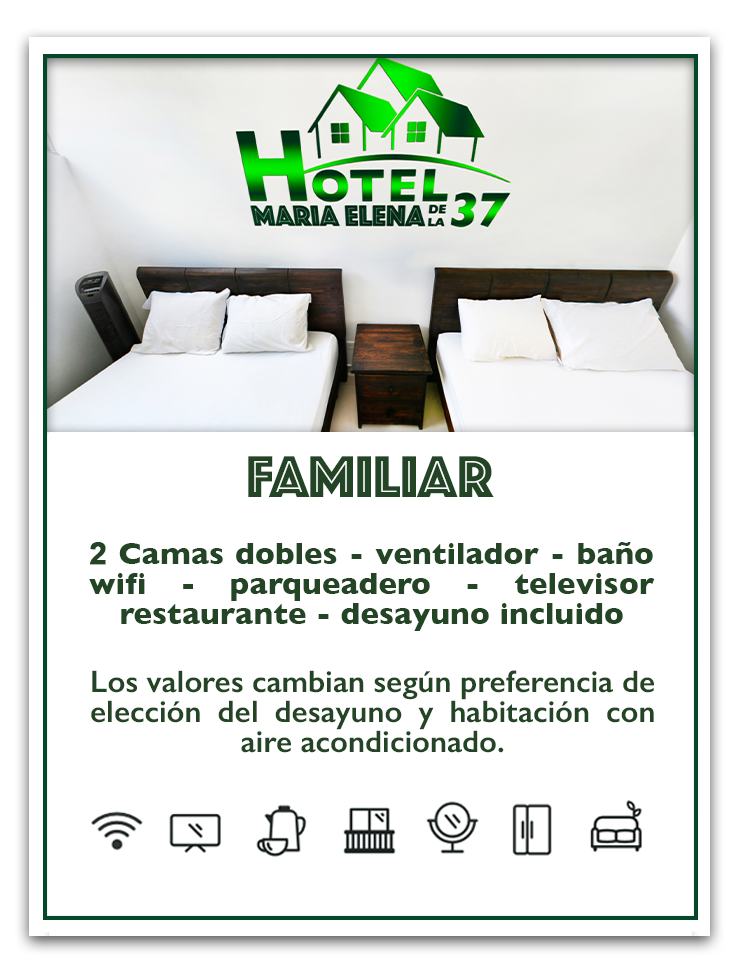 HOTEL
MARIA ELENA DE LA 37
FAMILIAR
2 Camas dobles - ventilador - baño
wifi - parqueadero - televisor
restaurante - desayuno incluido
Los valores cambian según preferencia de
elección del desayuno y habitación con
aire acondicionado.